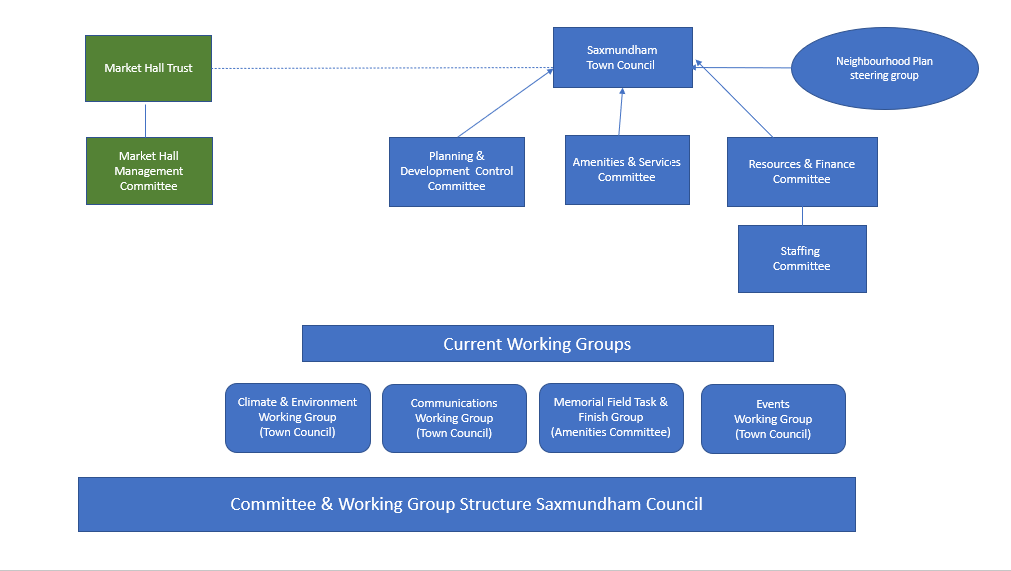 Market Hall Trust
Saxmundham
Town Council
Neighbourhood Plan
steering group
Market Hall
Management
Committee
Planning &
Development Control
Committee
Amenities & Services
Committee
Resources & Finance
Committee
Staffing
Committee
Current Working Groups
Climate & Environment
Working Group
(Town Council)
Communications
Working Group
(Town Council)
Memorial Field Task &
Finish Group
(Amenities Committee)
Events
Working Group
(Town Council)
Committee & Working Group Structure Saxmundham Council